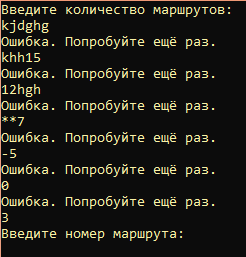 Введите количество маршрутов:
kjdghg
Ошибка. Попробуйте ещё раз.
khh15
Ошибка. Попробуйте ещё раз.
12hgh
Ошибка. Попробуйте ещё раз.
**7
Ошибка. Попробуйте ещё раз.
-5
Ошибка. Попробуйте ещё раз.
0
Ошибка. Попробуйте ещё раз.
3
Введите номер маршрута: